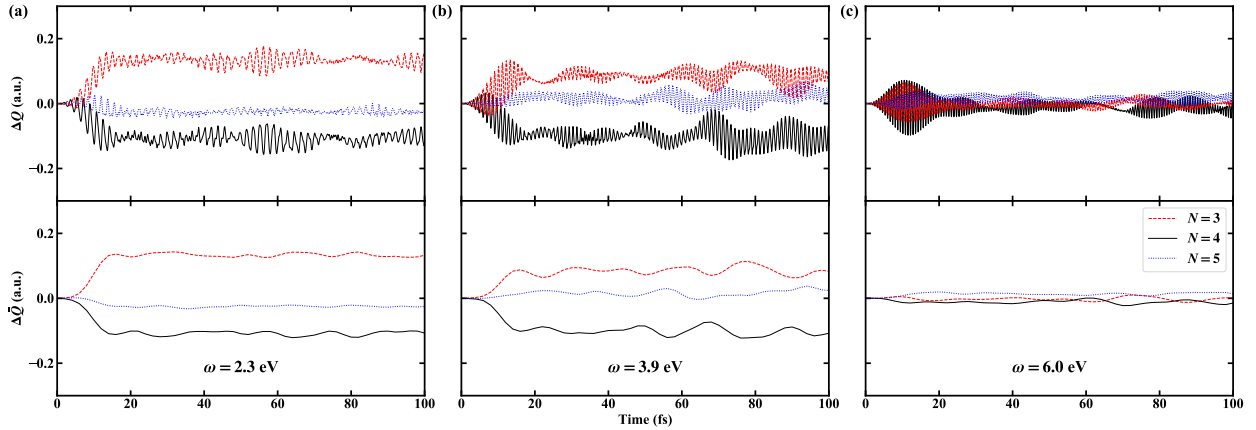 (a)
(b)
(c)
ΔQ (a.u.)
0.2
0.0
−0.2
ΔQ̄ (a.u.)
0.2
0.0
−0.2
ω = 2.3 eV
ω = 3.9 eV
ω = 6.0 eV
N = 3
N = 4
N = 5
0 20 40 60 80 100
0 20 40 60 80 100
0 20 40 60 80 100
Time (fs)